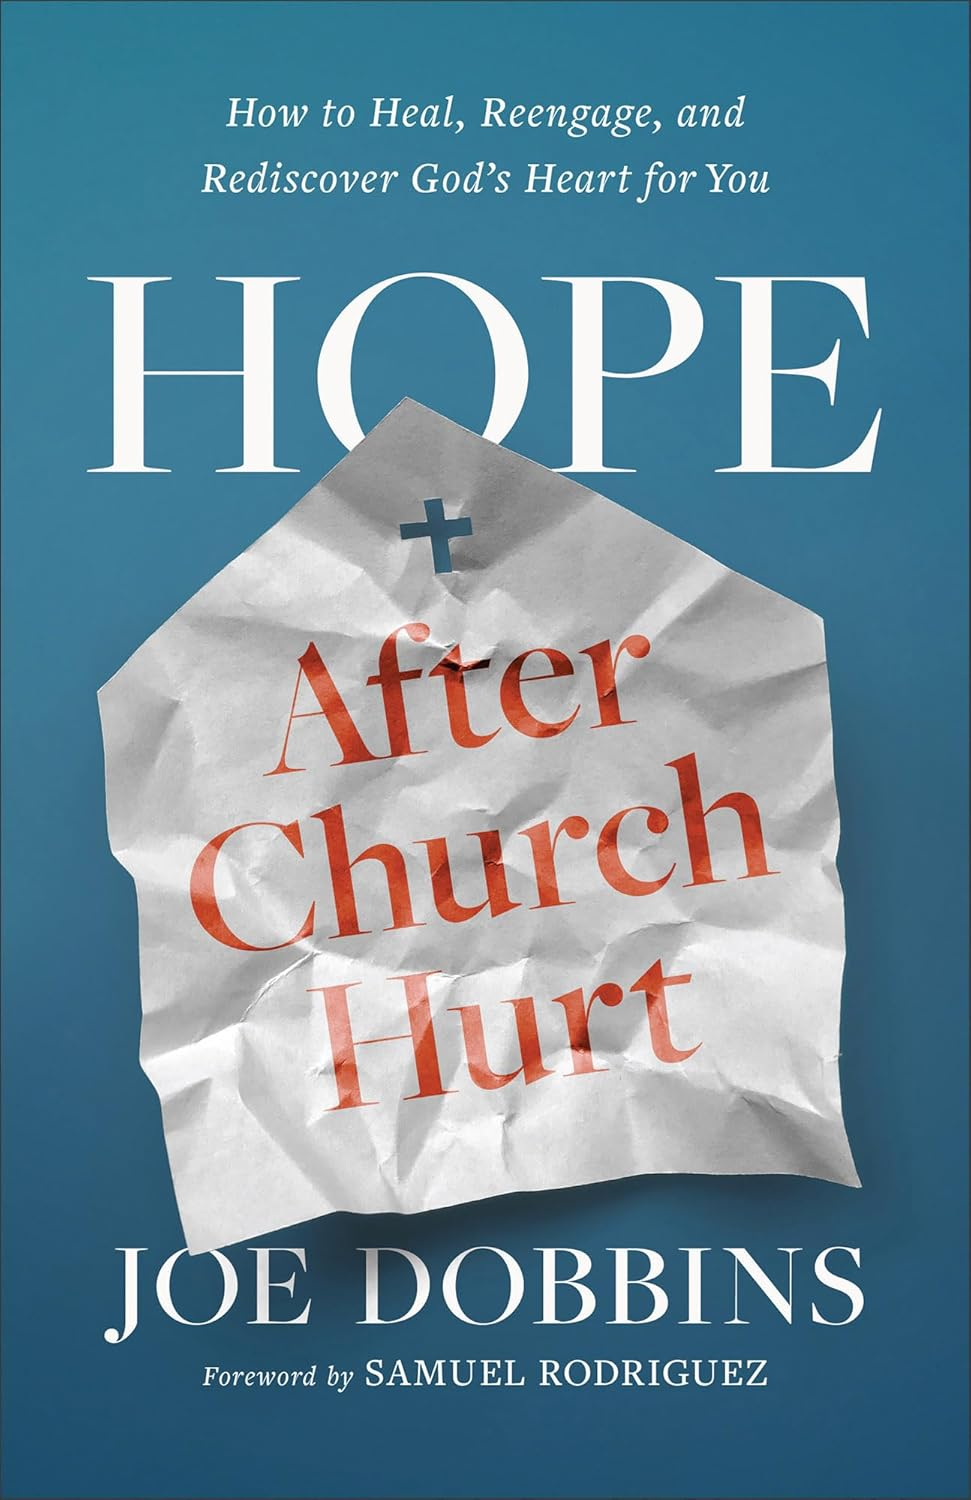 How to Heal, Reengage, and
Rediscover God's Heart for You
HOPE
After
Church
Hurt
JOE DOBBINS
Foreword by SAMUEL RODRIGUEZ